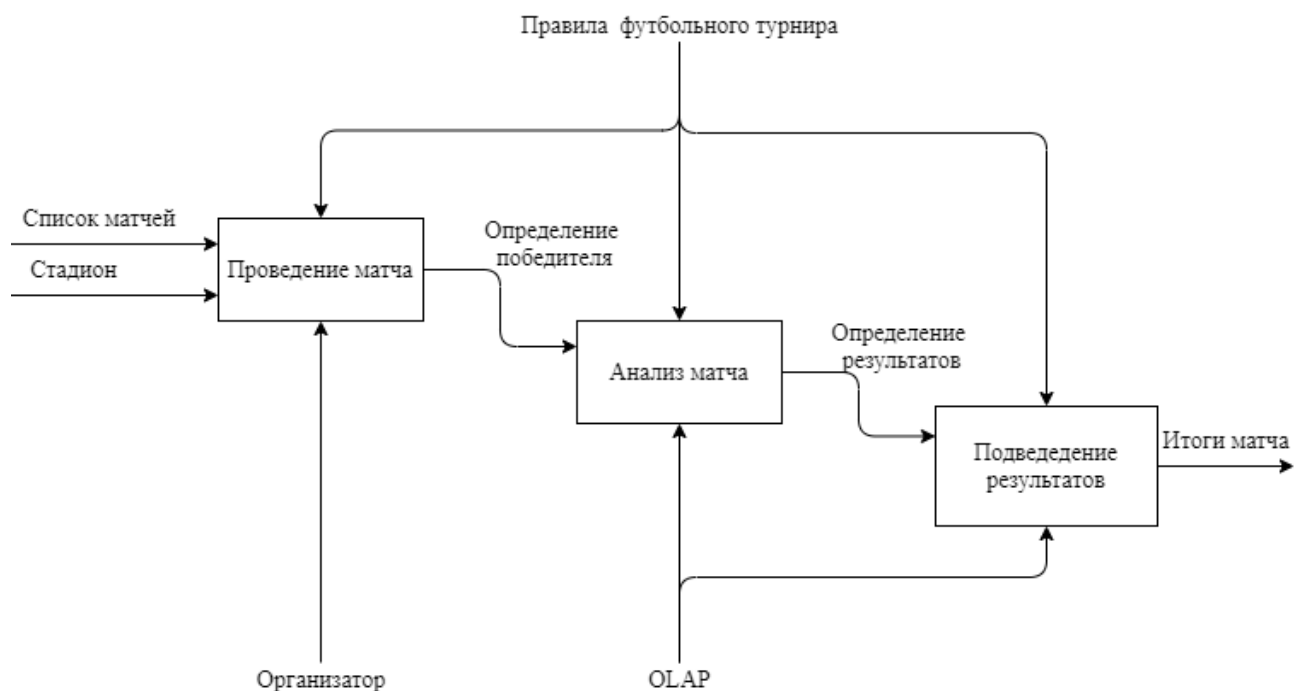 Правила футбольного турнира
Список матчей
Стадион
Проведение матча
Определение
победителя
Анализ матча
Определение
результатов
Подведедение
результатов
Итоги матча
Организатор
OLAP